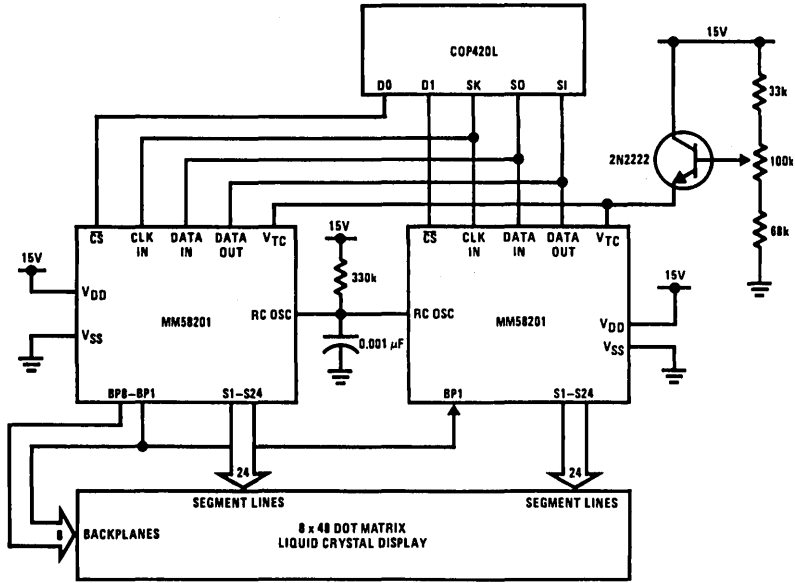 COP420L
D0 D1 SK SO SI
15V
33k
2N2222
100k
68k
CS CLK IN DATA IN DATA OUT VTC
15V
330k
CS CLK IN DATA IN DATA OUT VTC
15V
VDD
VSS
MM58201
RC OSC
0.001 µF
RC OSC
MM58201
15V
VDD
VSS
BP8–BP1
S1–S24
BP1
S1–S24
24
24
SEGMENT LINES
SEGMENT LINES
8
BACKPLANES
8 x 48 DOT MATRIX
LIQUID CRYSTAL DISPLAY